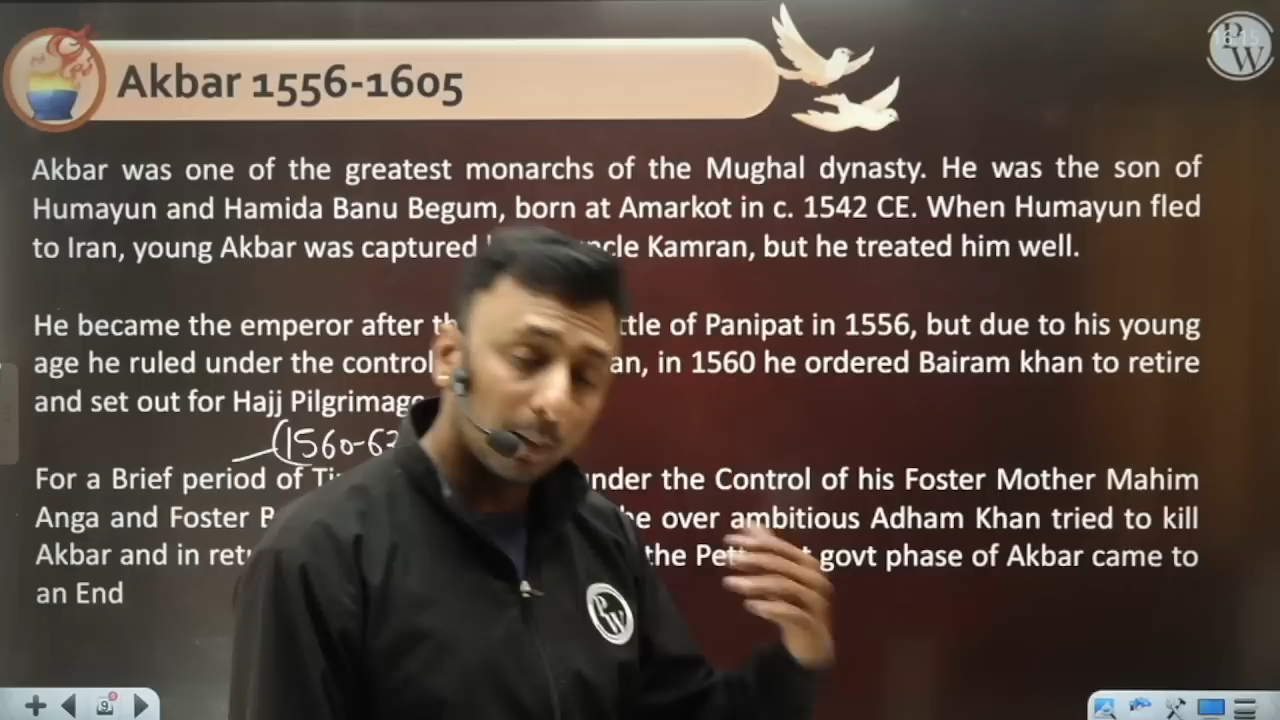 Akbar 1556-1605
PW
16:15
Akbar was one of the greatest monarchs of the Mughal dynasty. He was the son of
Humayun and Hamida Banu Begum, born at Amarkot in c. 1542 CE. When Humayun fled
to Iran, young Akbar was captured Kamran, but he treated him well.
He became the emperor after of Panipat in 1556, but due to his young
age he ruled under the control in 1560 he ordered Bairam khan to retire
and set out for Hajj Pilgrimage
(1560-62
For a Brief period of under the Control of his Foster Mother Mahim
Anga and Foster over ambitious Adham Khan tried to kill
Akbar and in the govt phase of Akbar came to
an End
PW
9